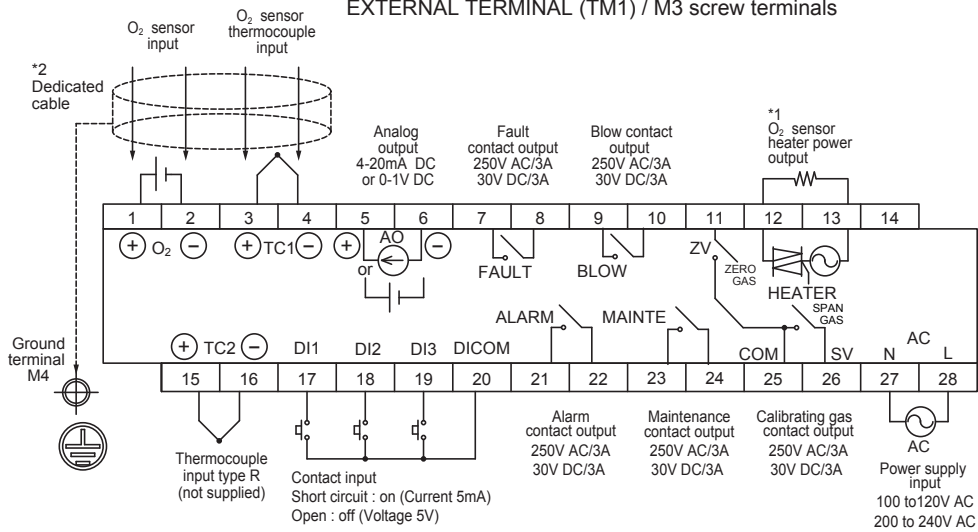 EXTERNAL TERMINAL (TM1) / M3 screw terminals
O₂ sensor
input
O₂ sensor
thermocouple
input
*2
Dedicated
cable
Analog
output
4-20mA DC
or 0-1V DC
Fault
contact output
250V AC/3A
30V DC/3A
Blow contact
output
250V AC/3A
30V DC/3A
*1
O₂ sensor
heater power
output
1 2 3 4 5 6 7 8 9 10 11 12 13 14
+ O₂ − + TC1 − + AO −
or
FAULT
BLOW
ZV
ZERO
GAS
HEATER
SPAN
GAS
ALARM
MAINTE
+ TC2 − DI1 DI2 DI3 DICOM
COM SV N AC L
15 16 17 18 19 20 21 22 23 24 25 26 27 28
Ground
terminal
M4
Thermocouple
input type R
(not supplied)
Contact input
Short circuit : on (Current 5mA)
Open : off (Voltage 5V)
Alarm
contact output
250V AC/3A
30V DC/3A
Maintenance
contact output
250V AC/3A
30V DC/3A
Calibrating gas
contact output
250V AC/3A
30V DC/3A
AC
Power supply
input
100 to120V AC
200 to 240V AC